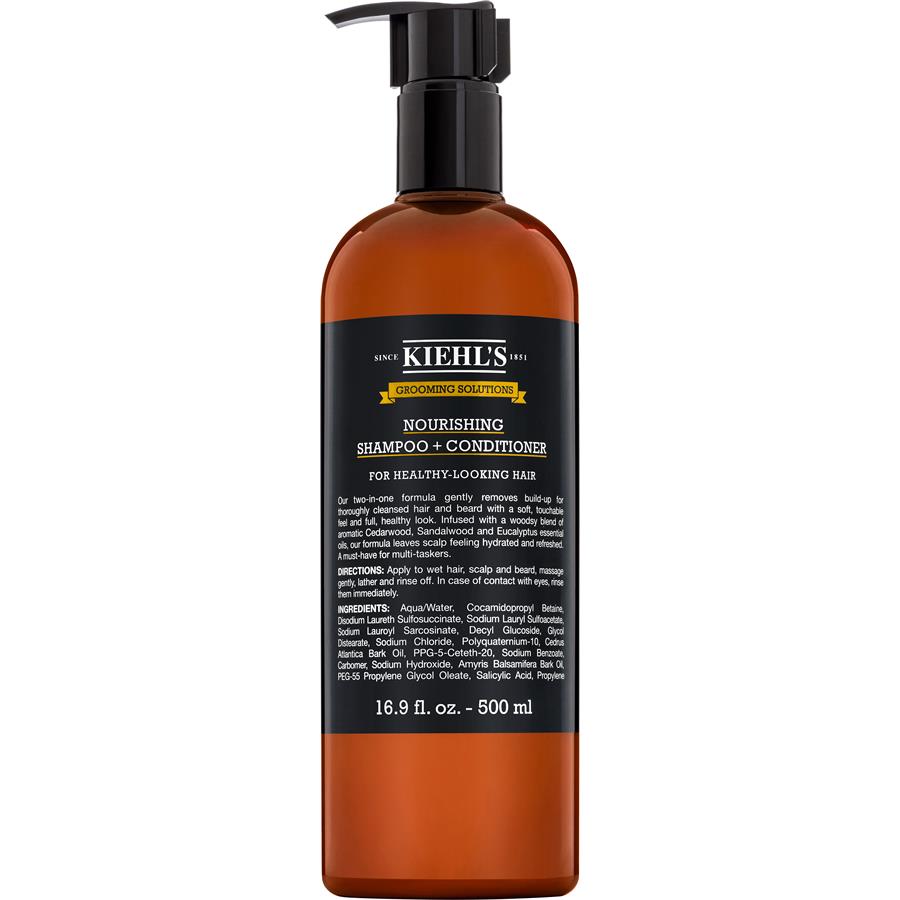 SINCE KIEHL'S 1851
GROOMING SOLUTIONS
NOURISHING
SHAMPOO + CONDITIONER
FOR HEALTHY-LOOKING HAIR
Our two-in-one formula gently removes build-up for
thoroughly cleansed hair and beard with a soft, touchable
feel and full, healthy look. Infused with a woodsy blend of
aromatic Cedarwood, Sandalwood and Eucalyptus essential
oils, our formula leaves scalp feeling hydrated and refreshed.
A must-have for multi-taskers.
DIRECTIONS: Apply to wet hair, scalp and beard, massage
gently, lather and rinse off. In case of contact with eyes, rinse
them immediately.
INGREDIENTS: Aqua/Water, Cocamidopropyl Betaine,
Disodium Laureth Sulfosuccinate, Sodium Lauryl Sulfoacetate,
Sodium Lauroyl Sarcosinate, Decyl Glucoside, Glycol
Distearate, Sodium Chloride, Polyquaternium-10, Cedrus
Atlantica Bark Oil, PPG-5-Ceteth-20, Sodium Benzoate,
Carbomer, Sodium Hydroxide, Amyris Balsamifera Bark Oil,
PEG-55 Propylene Glycol Oleate, Salicylic Acid, Propylene
16.9 fl. oz. - 500 ml